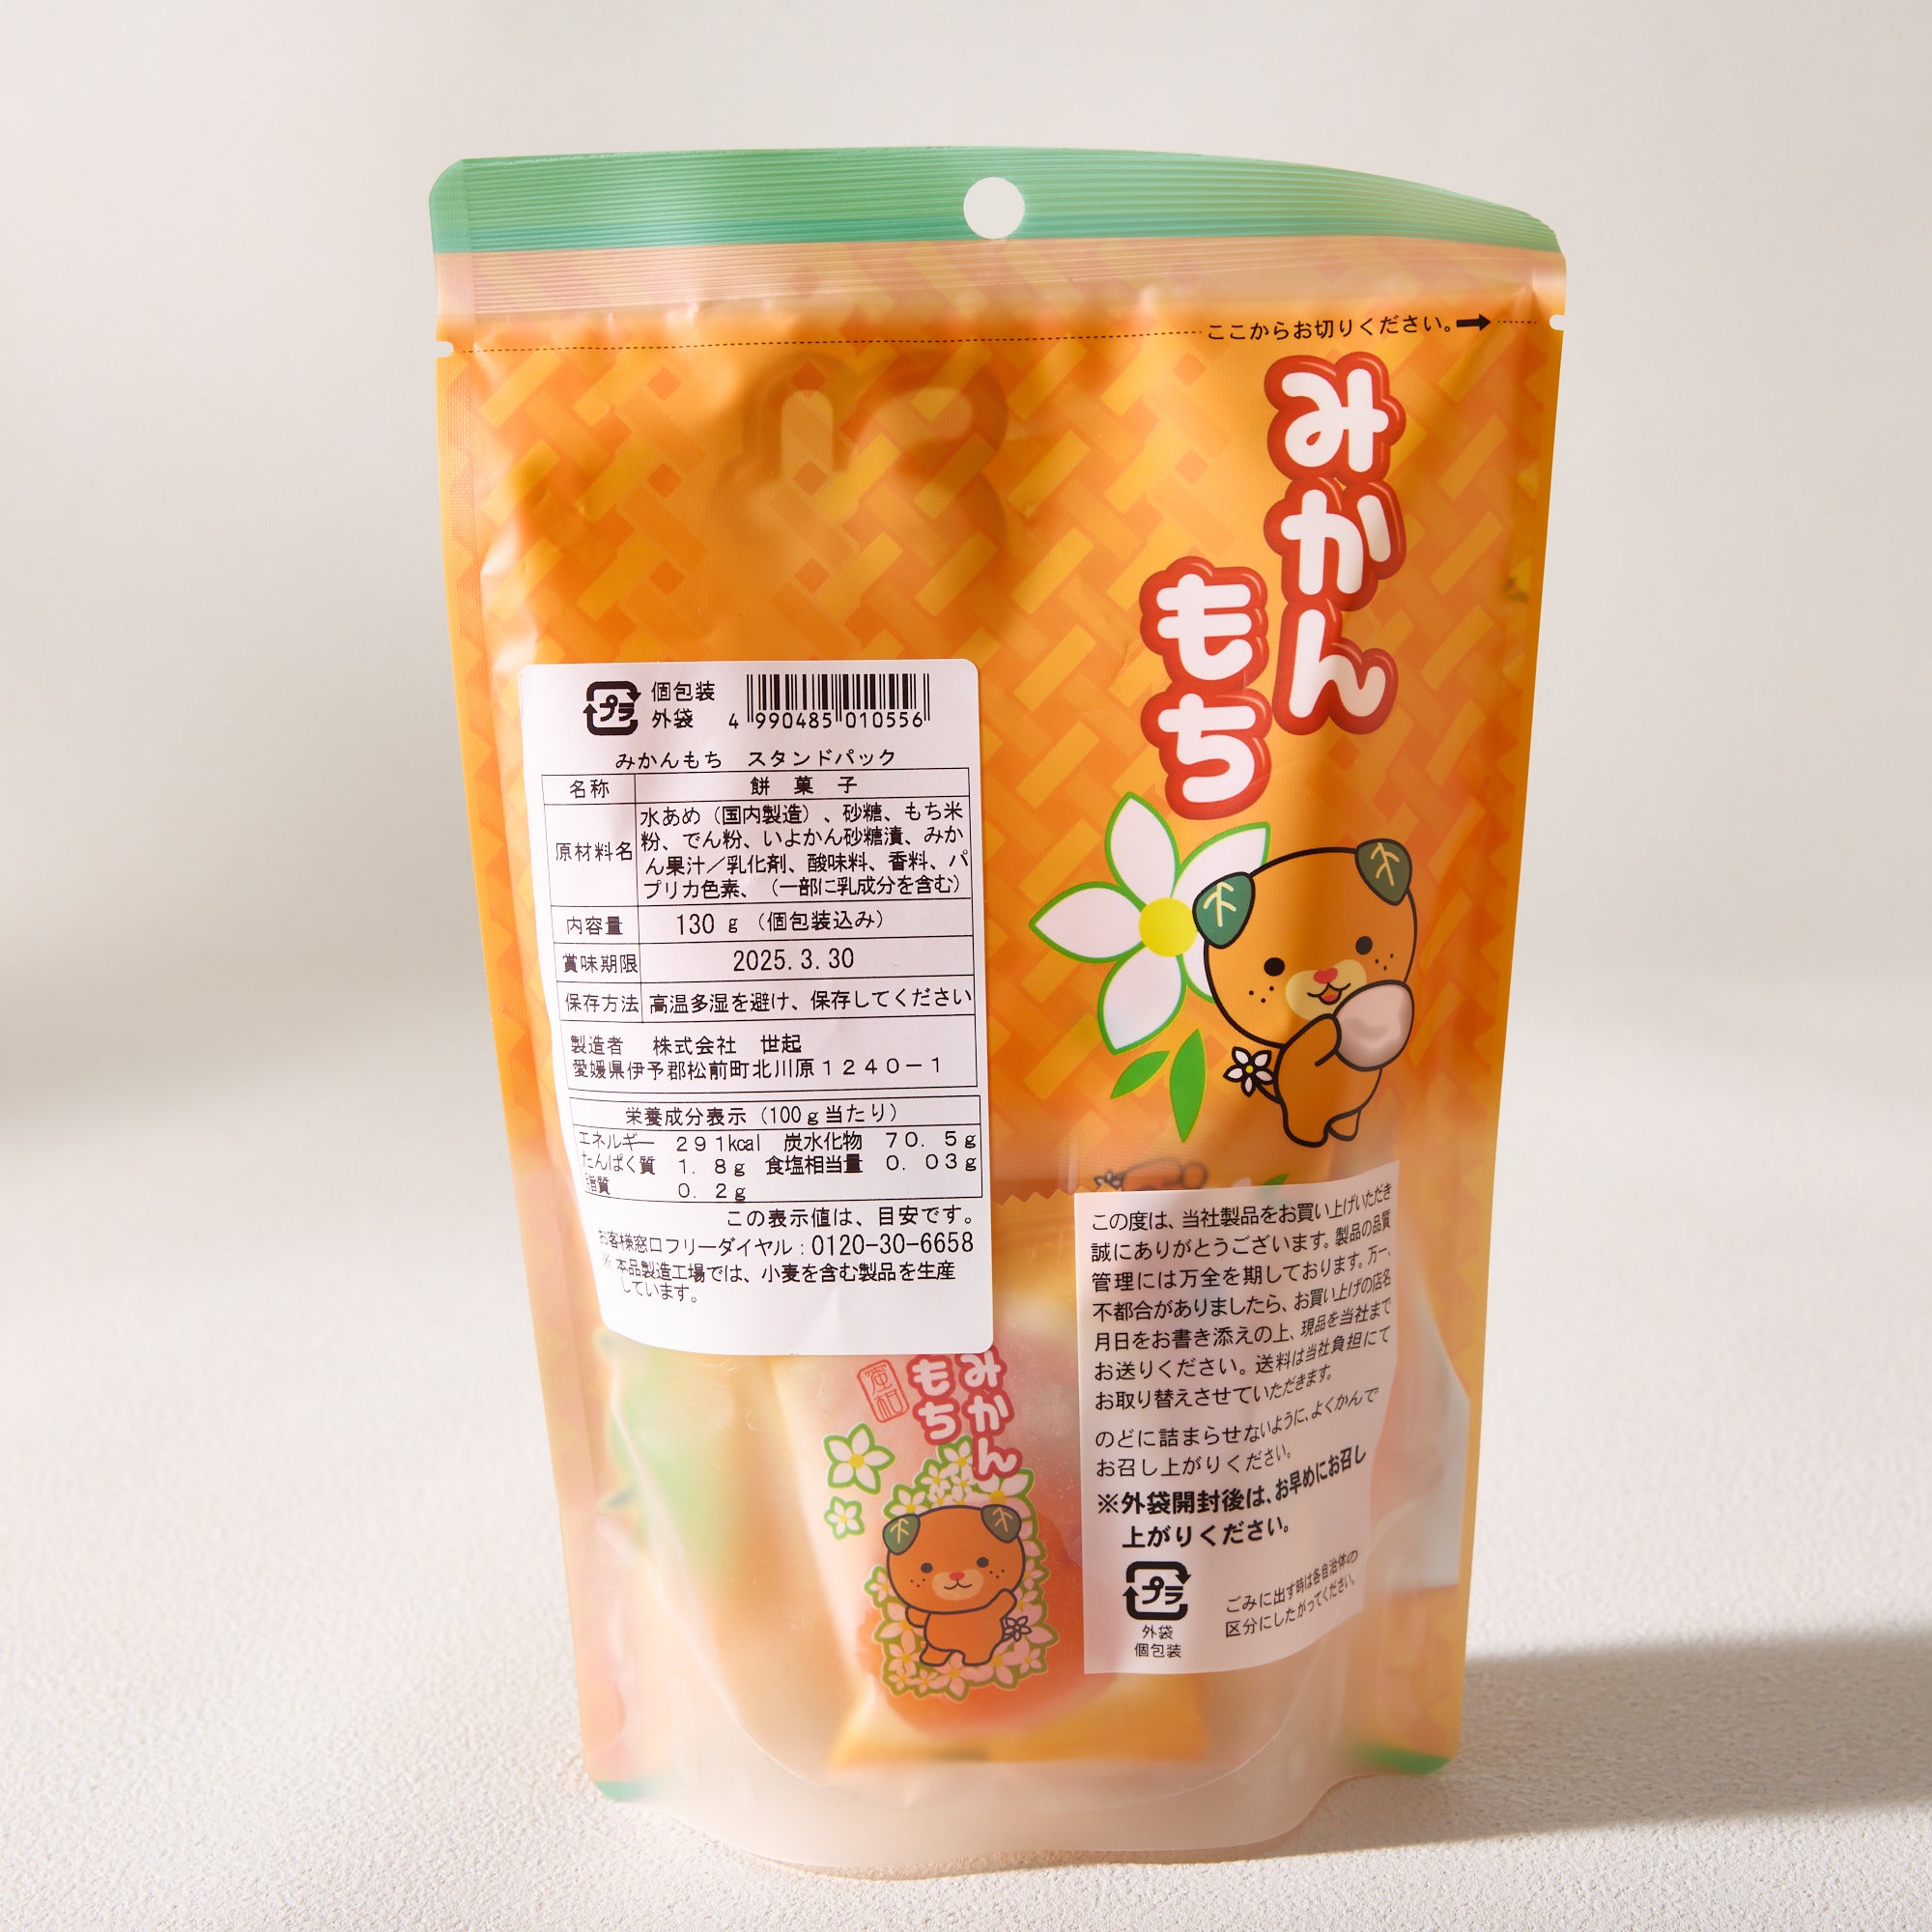 ここからお切りください。
みかん
もち
プラ
個包装
外袋
4 990485 010556
みかんもち スタンドパック
名称 餅 菓 子
原材料名 水あめ（国内製造）、砂糖、もち米
粉、でん粉、いよかん砂糖漬、みか
ん果汁／乳化剤、酸味料、香料、パ
プリカ色素、（一部に乳成分を含む）
内容量 130 g （個包装込み）
賞味期限 2025.3.30
保存方法 高温多湿を避け、保存してください
製造者 株式会社 世起
愛媛県伊予郡松前町北川原１２４０－１
栄養成分表示（100g当たり）
エネルギー ２９１kcal 炭水化物 ７０．５g
たんぱく質 １．８g 食塩相当量 ０．０３g
脂質 ０．２g
この表示値は、目安です。
お客様窓口フリーダイヤル：0120-30-6658
※ 本品製造工場では、小麦を含む製品を生産
しています。
この度は、当社製品をお買い上げいただき
誠にありがとうございます。製品の品質
管理には万全を期しております。万一、
不都合がありましたら、お買い上げの店名
月日をお書き添えの上、現品を当社まで
お送りください。送料は当社負担にて
お取り替えさせていただきます。
のどに詰まらせないように、よくかんで
お召し上がりください。
※外袋開封後は、お早めにお召し
上がりください。
プラ
外袋
個包装
ごみに出す時は各自治体の
区分にしたがってください。
みかん
もち